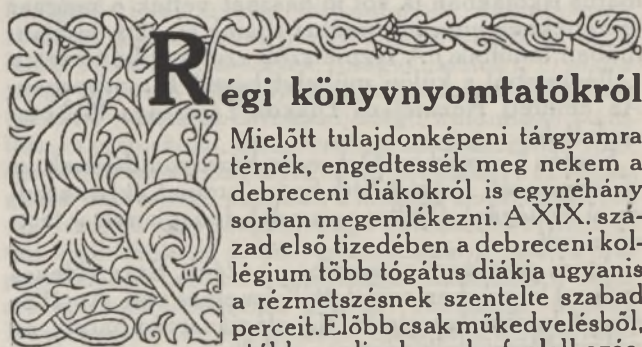 Régi könyvnyomtatókról
Mielőtt tulajdonképeni tárgyamra
térnék, engedtessék meg nekem a
debreceni diákokról is egynéhány
sorban megemlékezni. A XIX. szá-
zad első tizedében a debreceni kol-
légium több tógátus diákja ugyanis
a rézmetszésnek szentelte szabad
perceit. Előbb csak műkedvelésből,